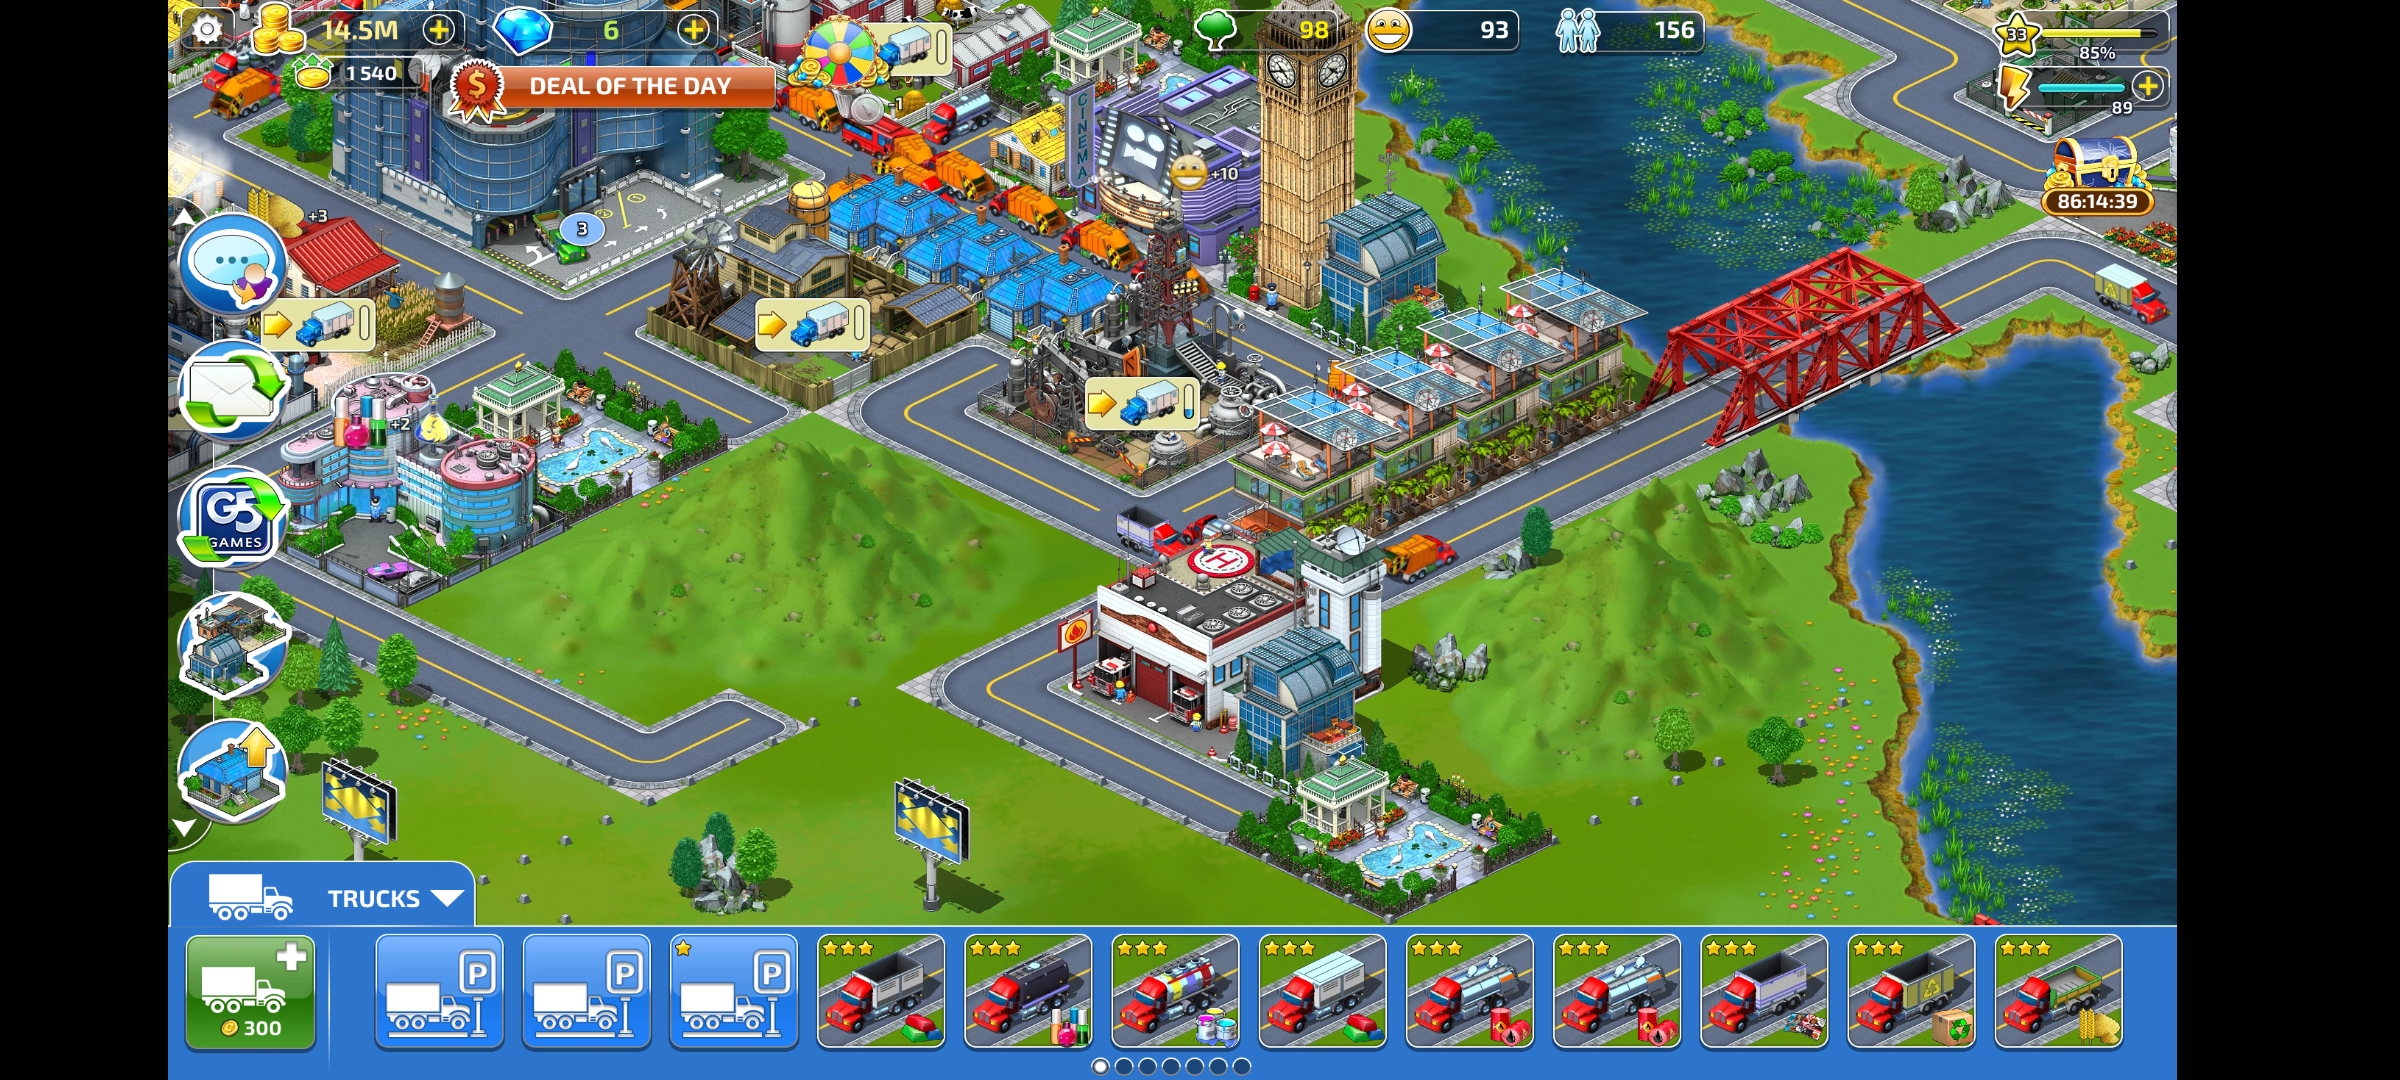 14.5M
6
98
93
156
33
85%
1 540
DEAL OF THE DAY
-1
89
CINEMA
+10
86:14:39
+3
3
+2
G5
GAMES
H
TRUCKS
P
P
P
300